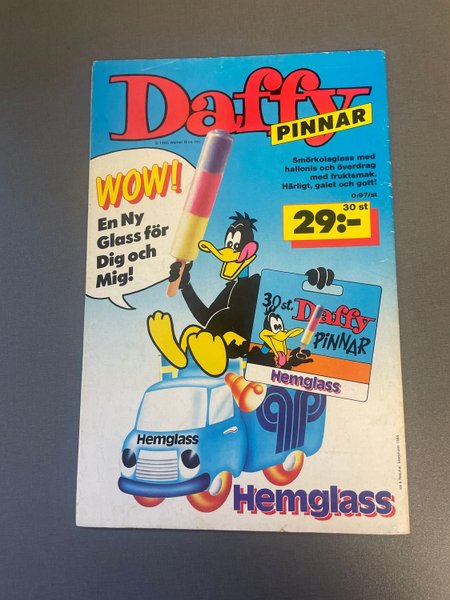 Daffy
PINNAR
Smörkolaglass med
hallonis och överdrag
med fruktsmak.
Härligt, galet och gott!
0:97/st
30 st
29:-
WOW!
En Ny
Glass för
Dig och
Mig!
30 st.
Daffy
PINNAR
Hemglass
Hemglass
Hemglass